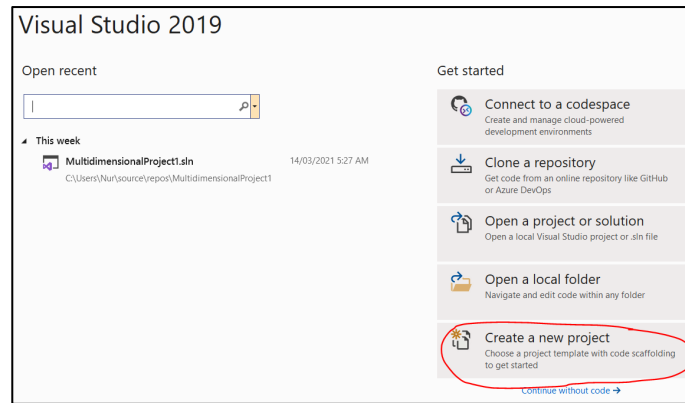 Visual Studio 2019
Open recent
This week
MultidimensionalProject1.sln
14/03/2021 5:27 AM
C:\Users\Nur\source\repos\MultidimensionalProject1
Get started
Connect to a codespace
Create and manage cloud-powered
development environments
Clone a repository
Get code from an online repository like GitHub
or Azure DevOps
Open a project or solution
Open a local Visual Studio project or .sln file
Open a local folder
Navigate and edit code within any folder
Create a new project
Choose a project template with code scaffolding
to get started
Continue without code →